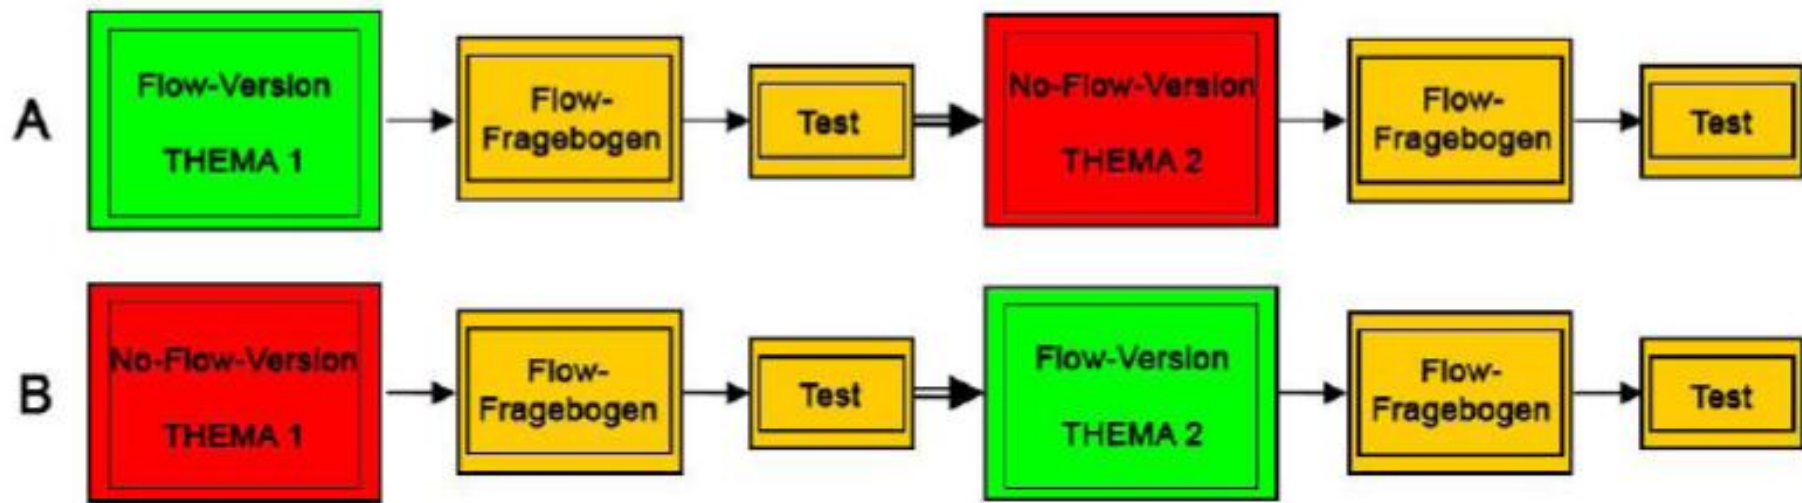 A
Flow-Version
THEMA 1
Flow-
Fragebogen
Test
No-Flow-Version
THEMA 2
Flow-
Fragebogen
Test
B
No-Flow-Version
THEMA 1
Flow-
Fragebogen
Test
Flow-Version
THEMA 2
Flow-
Fragebogen
Test